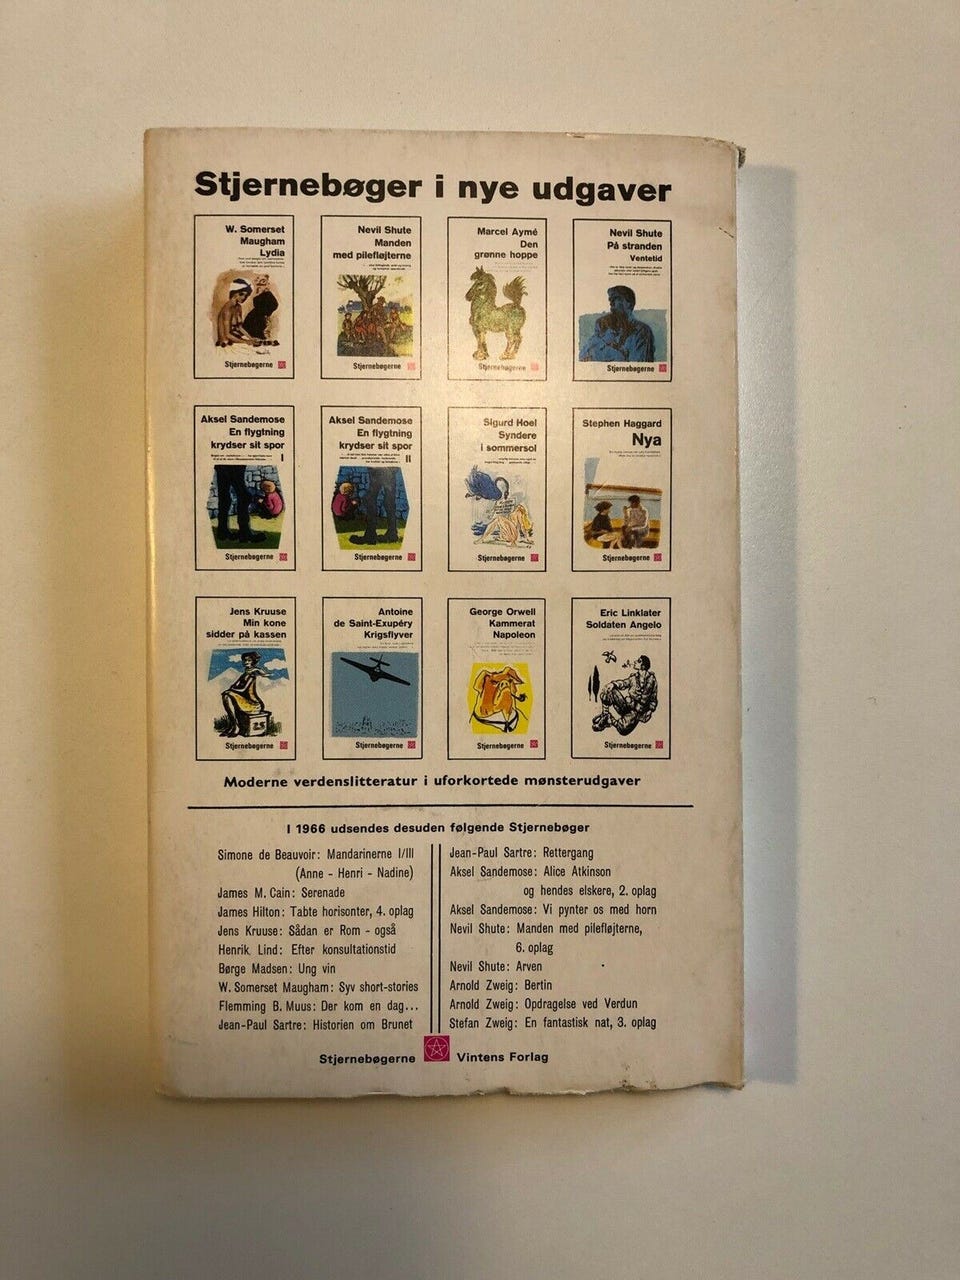 Stjernebøger i nye udgaver
W. Somerset
Maugham
Lydia
Stjernebøgerne
Nevil Shute
Manden
med pilefløjterne
Stjernebøgerne
Marcel Aymé
Den
grønne hoppe
Stjernebøgerne
Nevil Shute
På stranden
Ventetid
Stjernebøgerne
Aksel Sandemose
En flygtning
krydser sit spor
I
Stjernebøgerne
Aksel Sandemose
En flygtning
krydser sit spor
II
Stjernebøgerne
Sigurd Hoel
Syndere
i sommersol
Stjernebøgerne
Stephen Haggard
Nya
Stjernebøgerne
Jens Kruuse
Min kone
sidder på kassen
25
Stjernebøgerne
Antoine
de Saint-Exupéry
Krigsflyver
Stjernebøgerne
George Orwell
Kammerat
Napoleon
Stjernebøgerne
Eric Linklater
Soldaten Angelo
Stjernebøgerne
Moderne verdenslitteratur i uforkortede mønsterudgaver
I 1966 udsendes desuden følgende Stjernebøger
Simone de Beauvoir: Mandarinerne I/III
(Anne - Henri - Nadine)
James M. Cain: Serenade
James Hilton: Tabte horisonter, 4. oplag
Jens Kruuse: Sådan er Rom - også
Henrik Lind: Efter konsultationstid
Børge Madsen: Ung vin
W. Somerset Maugham: Syv short-stories
Flemming B. Muus: Der kom en dag...
Jean-Paul Sartre: Historien om Brunet
Jean-Paul Sartre: Rettergang
Aksel Sandemose: Alice Atkinson
og hendes elskere, 2. oplag
Aksel Sandemose: Vi pynter os med horn
Nevil Shute: Manden med pilefløjterne,
6. oplag
Nevil Shute: Arven
Arnold Zweig: Bertin
Arnold Zweig: Opdragelse ved Verdun
Stefan Zweig: En fantastisk nat, 3. oplag
Stjernebøgerne Vintens Forlag